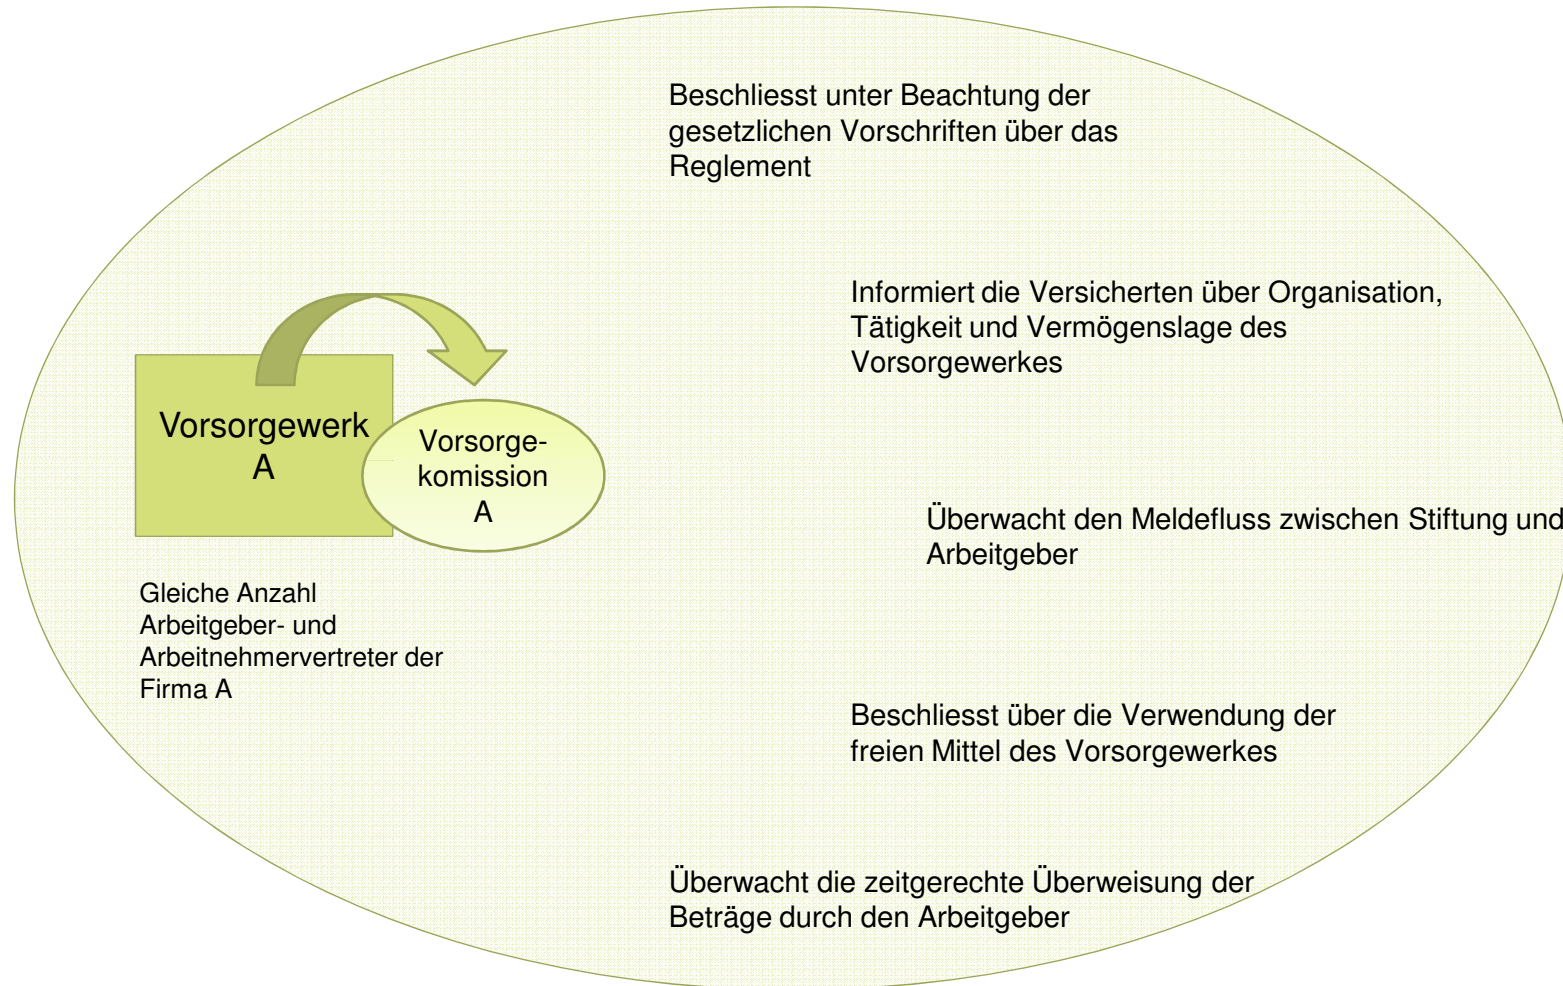 Beschliesst unter Beachtung der
gesetzlichen Vorschriften über das
Reglement
Informiert die Versicherten über Organisation,
Tätigkeit und Vermögenslage des
Vorsorgewerkes
Vorsorgewerk
A
Vorsorge-
komission
A
Überwacht den Meldefluss zwischen Stiftung und
Arbeitgeber
Gleiche Anzahl
Arbeitgeber- und
Arbeitnehmervertreter der
Firma A
Beschliesst über die Verwendung der
freien Mittel des Vorsorgewerkes
Überwacht die zeitgerechte Überweisung der
Beträge durch den Arbeitgeber